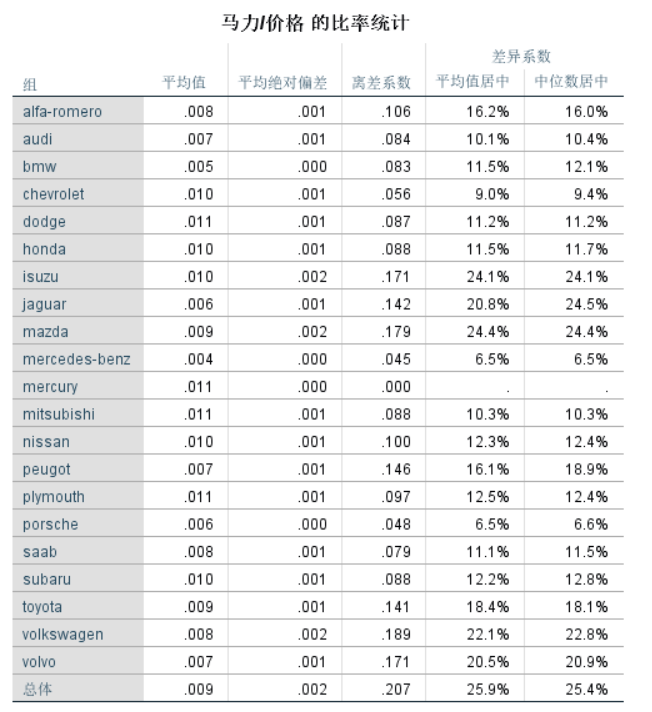 马力/价格 的比率统计
差异系数
组 平均值 平均绝对偏差 离差系数 平均值居中 中位数居中
alfa-romero .008 .001 .106 16.2% 16.0%
audi .007 .001 .084 10.1% 10.4%
bmw .005 .000 .083 11.5% 12.1%
chevrolet .010 .001 .056 9.0% 9.4%
dodge .011 .001 .087 11.2% 11.2%
honda .010 .001 .088 11.5% 11.7%
isuzu .010 .002 .171 24.1% 24.1%
jaguar .006 .001 .142 20.8% 24.5%
mazda .009 .002 .179 24.4% 24.4%
mercedes-benz .004 .000 .045 6.5% 6.5%
mercury .011 .000 .000 . .
mitsubishi .011 .001 .088 10.3% 10.3%
nissan .010 .001 .100 12.3% 12.4%
peugot .007 .001 .146 16.1% 18.9%
plymouth .011 .001 .097 12.5% 12.4%
porsche .006 .000 .048 6.5% 6.6%
saab .008 .001 .079 11.1% 11.5%
subaru .010 .001 .088 12.2% 12.8%
toyota .009 .001 .141 18.4% 18.1%
volkswagen .008 .002 .189 22.1% 22.8%
volvo .007 .001 .171 20.5% 20.9%
总体 .009 .002 .207 25.9% 25.4%